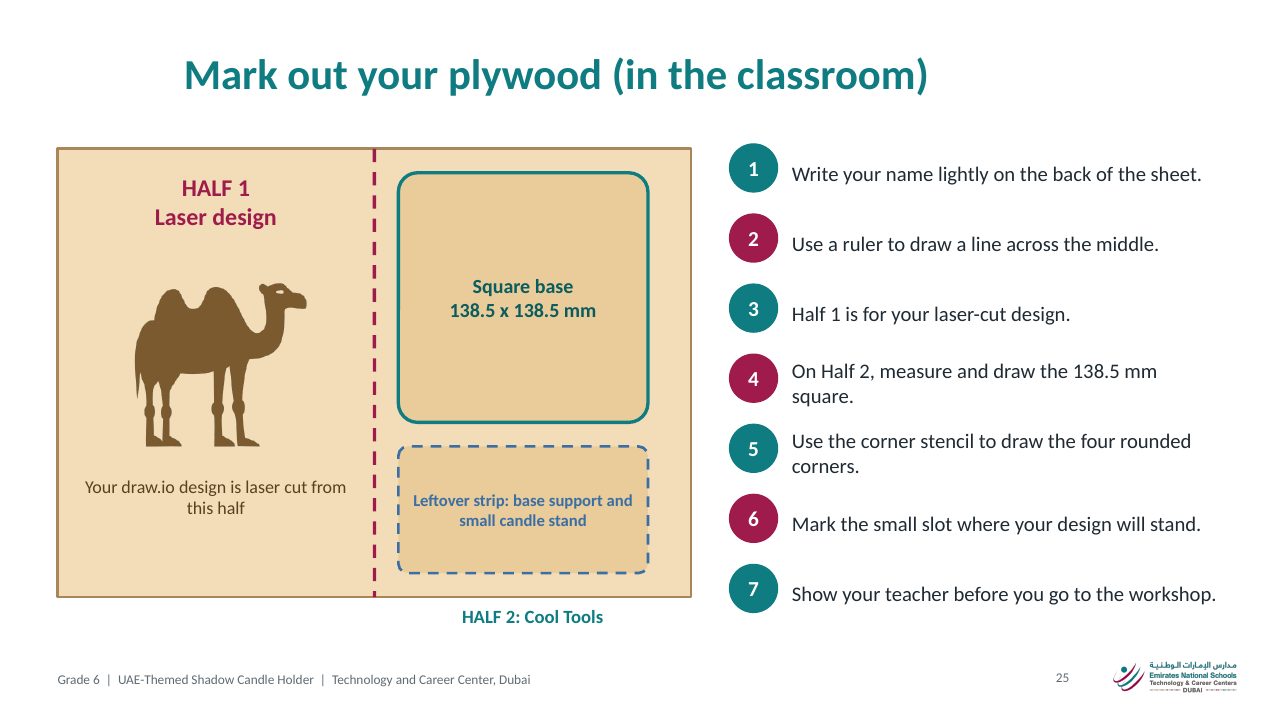 Mark out your plywood (in the classroom)
HALF 1
Laser design
Your draw.io design is laser cut from
this half
Square base
138.5 x 138.5 mm
Leftover strip: base support and
small candle stand
HALF 2: Cool Tools
1
Write your name lightly on the back of the sheet.
2
Use a ruler to draw a line across the middle.
3
Half 1 is for your laser-cut design.
4
On Half 2, measure and draw the 138.5 mm
square.
5
Use the corner stencil to draw the four rounded
corners.
6
Mark the small slot where your design will stand.
7
Show your teacher before you go to the workshop.
Grade 6 | UAE-Themed Shadow Candle Holder | Technology and Career Center, Dubai
25
مدارس الإمارات الوطنية
Emirates National Schools
Technology & Career Centers
DUBAI